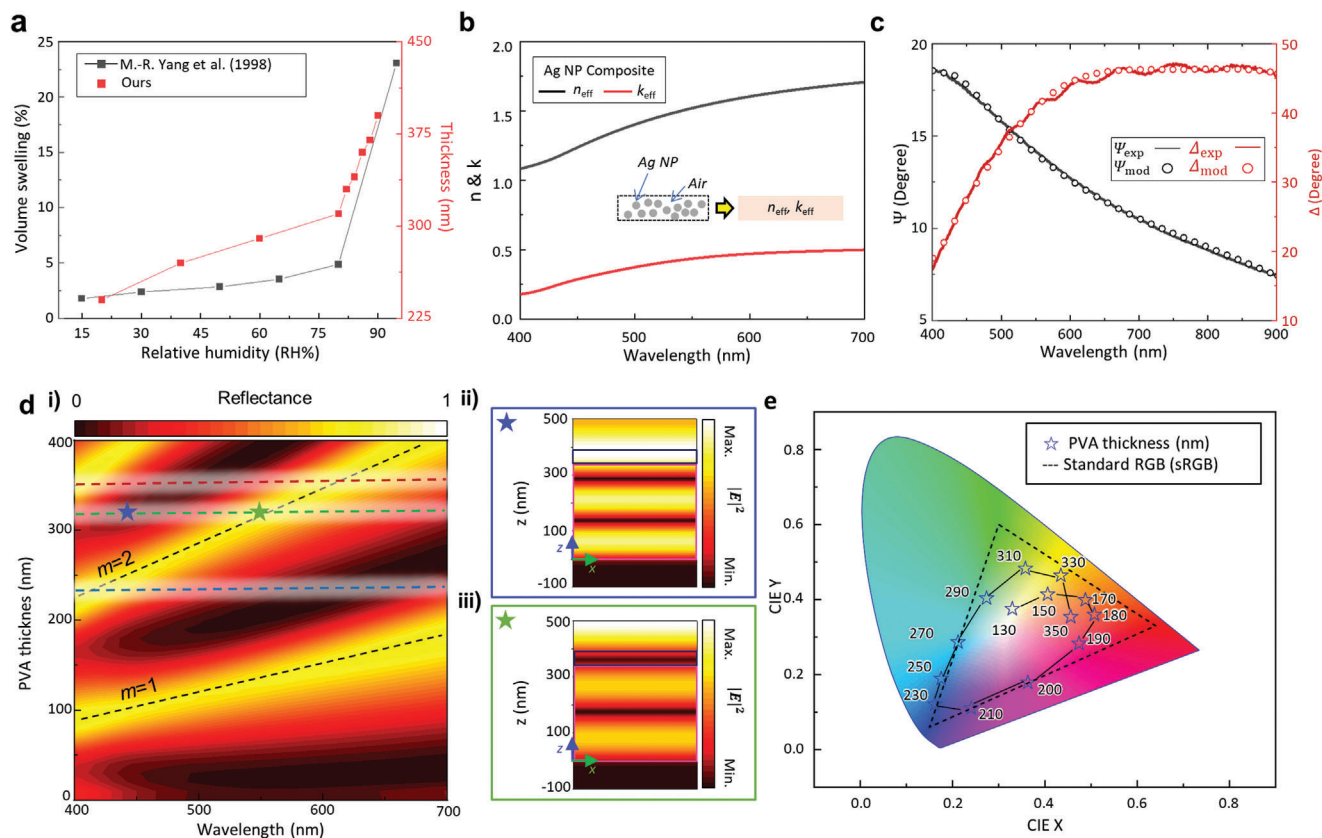 a
Volume swelling (%)
25
20
15
10
5
0
M.-R. Yang et al. (1998)
Ours
450
375
300
225
Thickness (nm)
15 30 45 60 75 90
Relative humidity (RH%)
b
n & k
2.0
1.5
1.0
0.5
0.0
Ag NP Composite
n_eff k_eff
Ag NP
Air
n_eff, k_eff
400 500 600 700
Wavelength (nm)
c
Ψ (Degree)
20
15
10
5
Ψ_exp Δ_exp
Ψ_mod Δ_mod
50
40
30
20
10
Δ (Degree)
400 500 600 700 800 900
Wavelength (nm)
d i)
0 Reflectance 1
PVA thicknes (nm)
400
300
200
100
0
m=2
m=1
400 500 600 700
Wavelength (nm)
ii)
z (nm)
500
300
100
-100
z
x
Max.
|E|²
Min.
iii)
z (nm)
500
300
100
-100
z
x
Max.
|E|²
Min.
e
CIE Y
0.8
0.6
0.4
0.2
0.0
PVA thickness (nm)
Standard RGB (sRGB)
310
330
290
170
150
180
130
350
270
190
250
200
230
210
0.0 0.2 0.4 0.6 0.8
CIE X